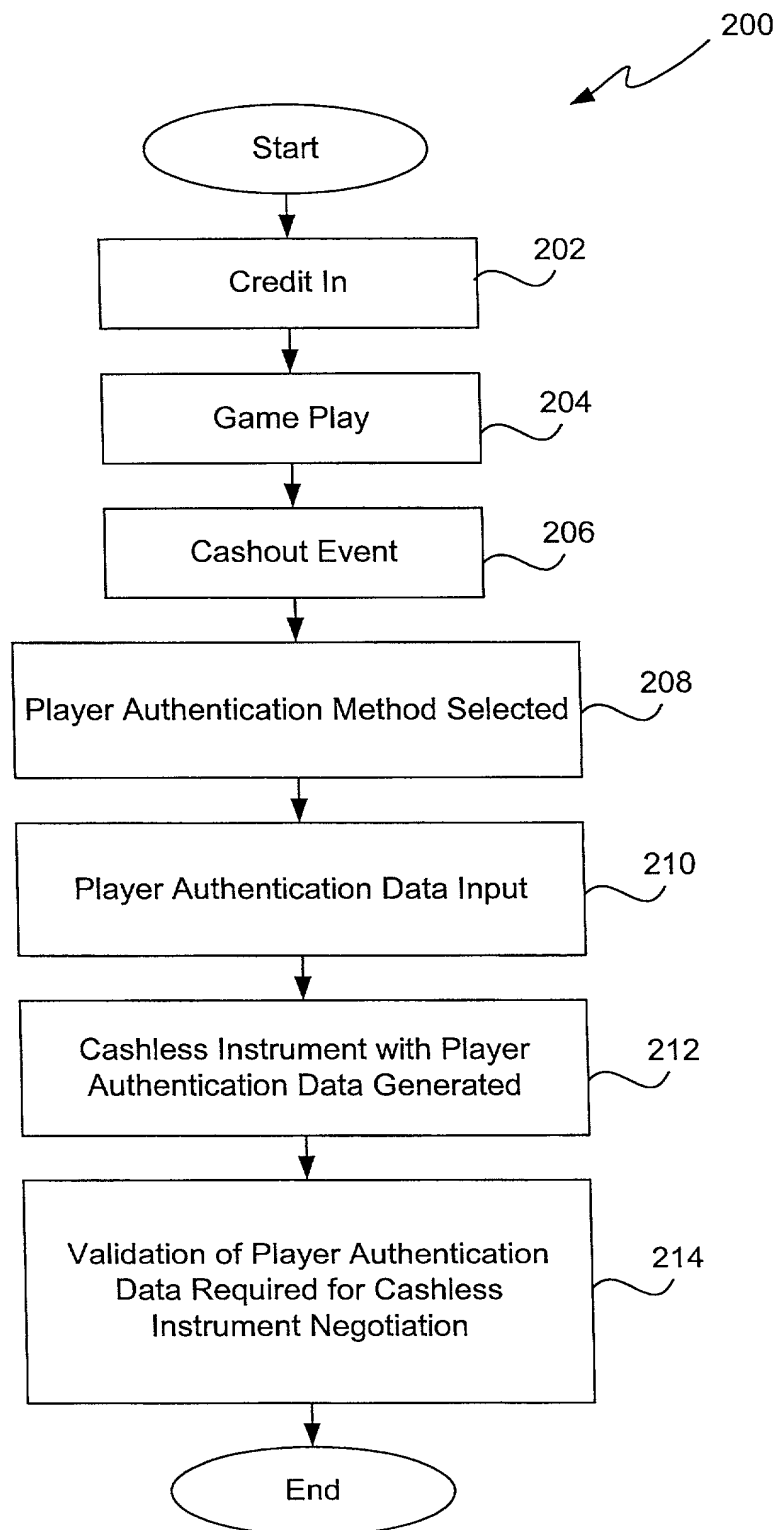 200
Start
Credit In
202
Game Play
204
Cashout Event
206
Player Authentication Method Selected
208
Player Authentication Data Input
210
Cashless Instrument with Player
Authentication Data Generated
212
Validation of Player Authentication
Data Required for Cashless
Instrument Negotiation
214
End